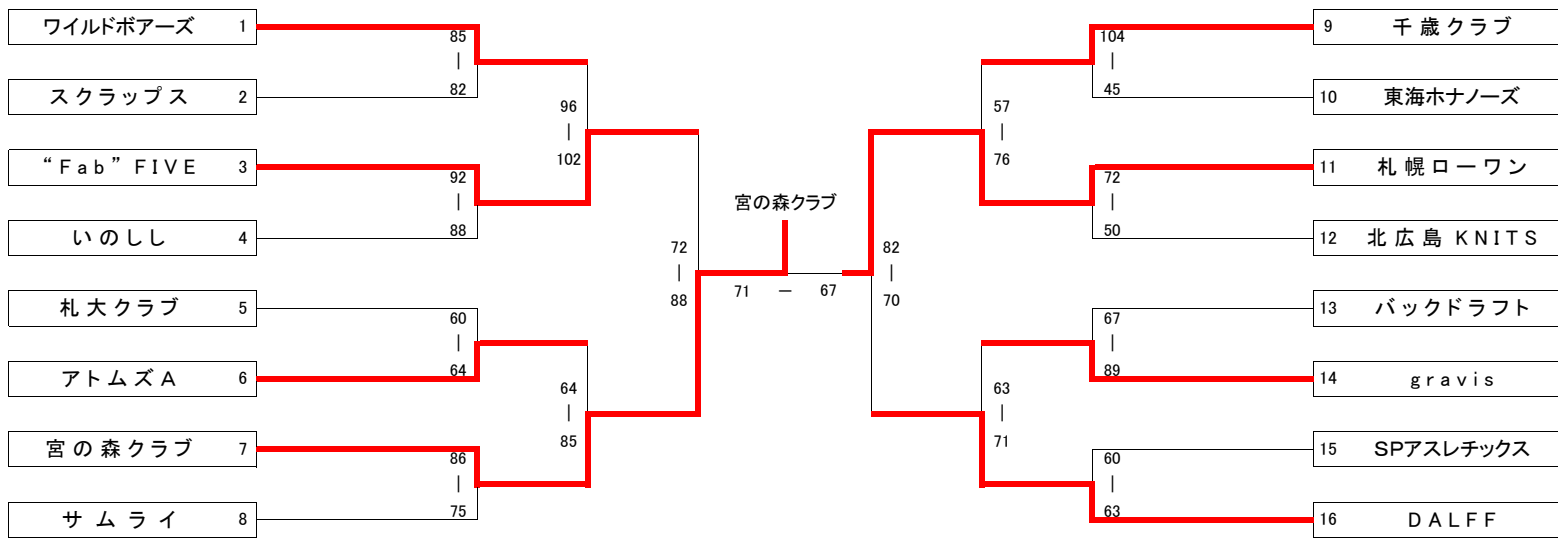 ワイルドボアーズ 1
85
|
82
スクラップス 2
96
|
102
“Fab” FIVE 3
92
|
88
いのしし 4
72
|
88
札大クラブ 5
60
|
64
アトムズA 6
64
|
85
宮の森クラブ 7
86
|
75
サムライ 8
宮の森クラブ
71 － 67
9 千歳クラブ
104
|
45
10 東海ホナノーズ
57
|
76
11 札幌ローワン
72
|
50
12 北広島 KNITS
82
|
70
13 バックドラフト
67
|
89
14 gravis
63
|
71
15 SPアスレチックス
60
|
63
16 DALFF